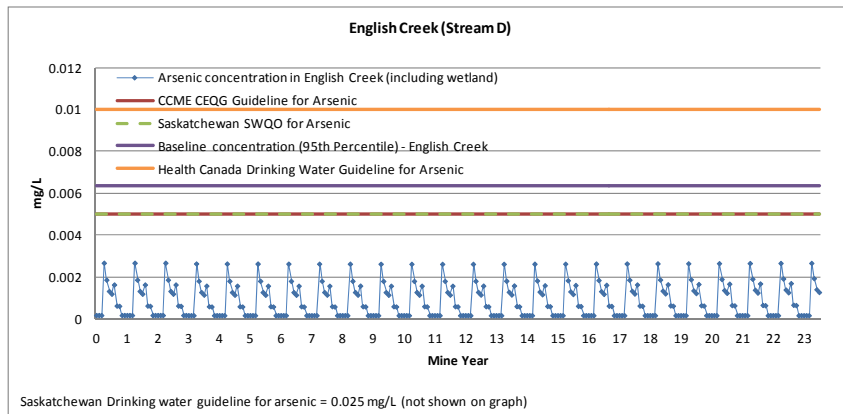 English Creek (Stream D)
0.012
0.01
0.008
0.006
0.004
0.002
0
mg/L
Arsenic concentration in English Creek (including wetland)
CCME CEQG Guideline for Arsenic
Saskatchewan SWQO for Arsenic
Baseline concentration (95th Percentile) - English Creek
Health Canada Drinking Water Guideline for Arsenic
0 1 2 3 4 5 6 7 8 9 10 11 12 13 14 15 16 17 18 19 20 21 22 23
Mine Year
Saskatchewan Drinking water guideline for arsenic = 0.025 mg/L (not shown on graph)